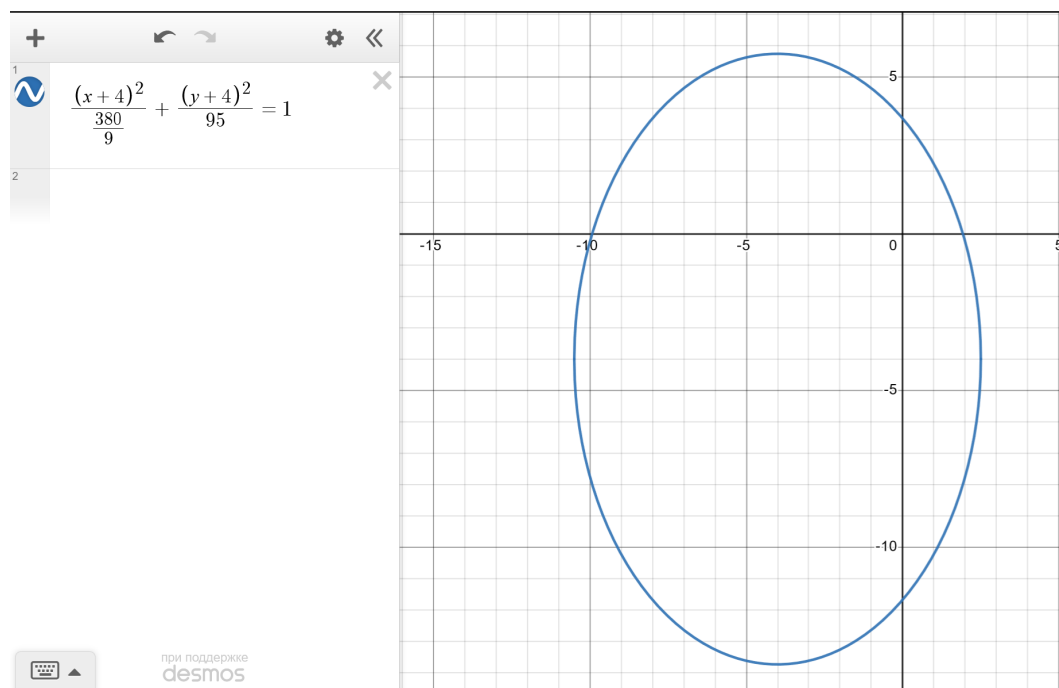 1
(x + 4)² / (380/9) + (y + 4)² / 95 = 1
2
5
-15 -10 -5 0 5
-5
-10
при поддержке
desmos